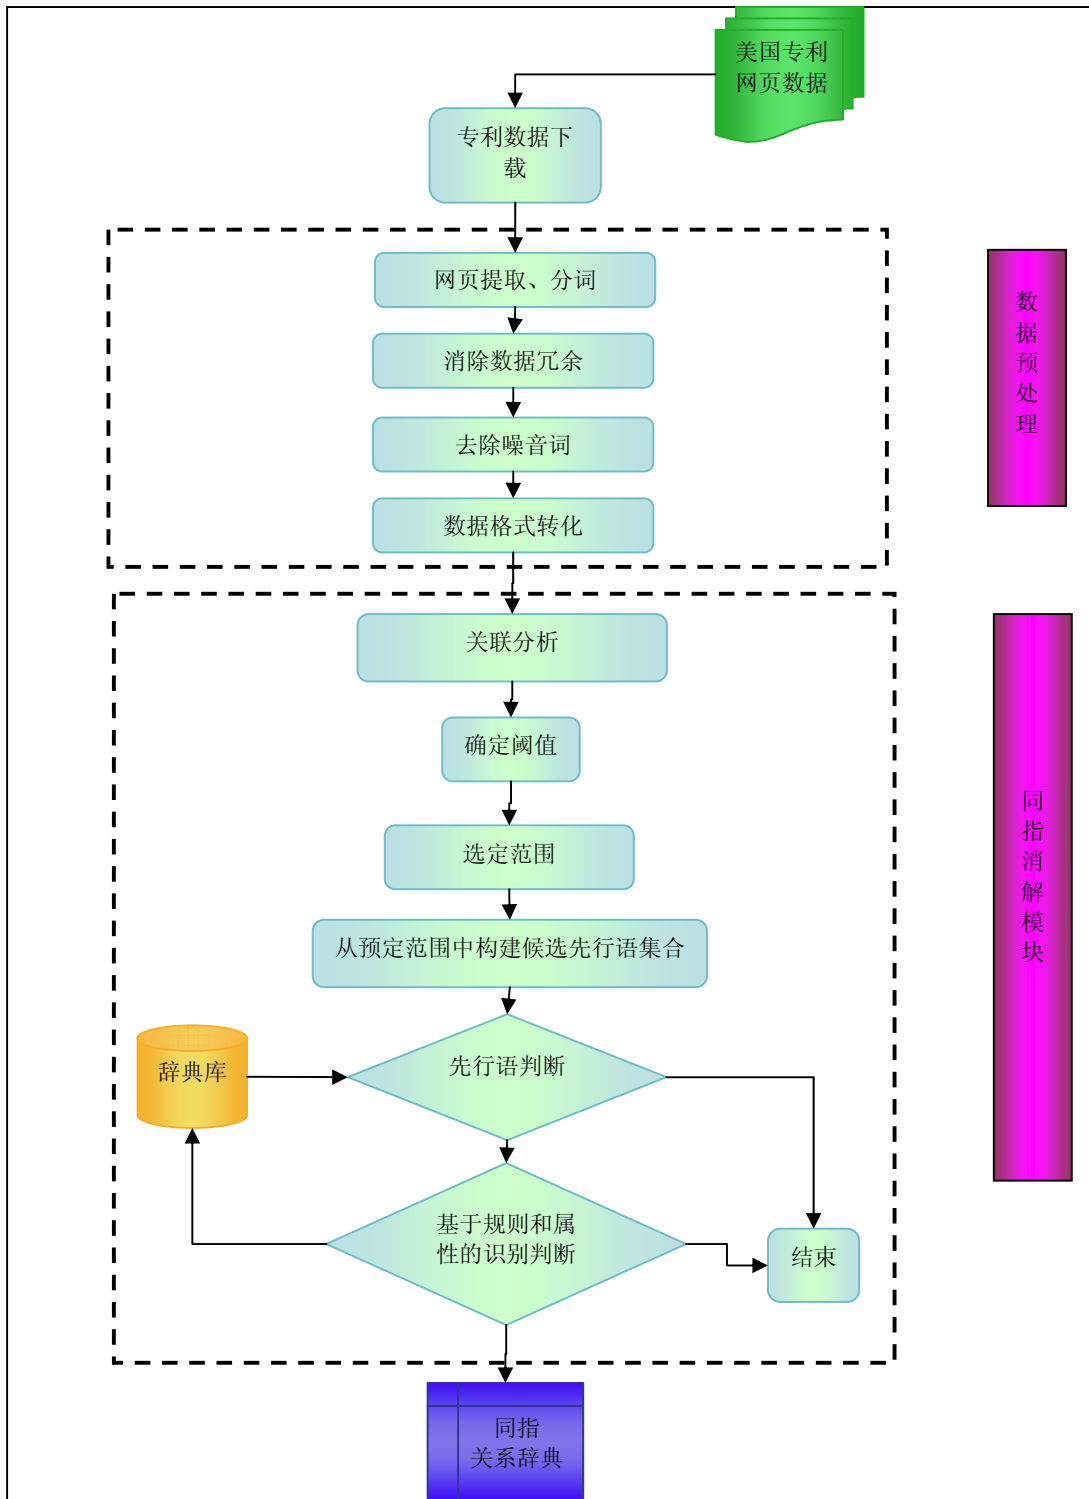 美国专利
网页数据
专利数据下
载
网页提取、分词
消除数据冗余
去除噪音词
数据格式转化
数
据
预
处
理
关联分析
确定阈值
选定范围
从预定范围中构建候选先行语集合
先行语判断
辞典库
基于规则和属
性的识别判断
结束
同
指
消
解
模
块
同指
关系辞典